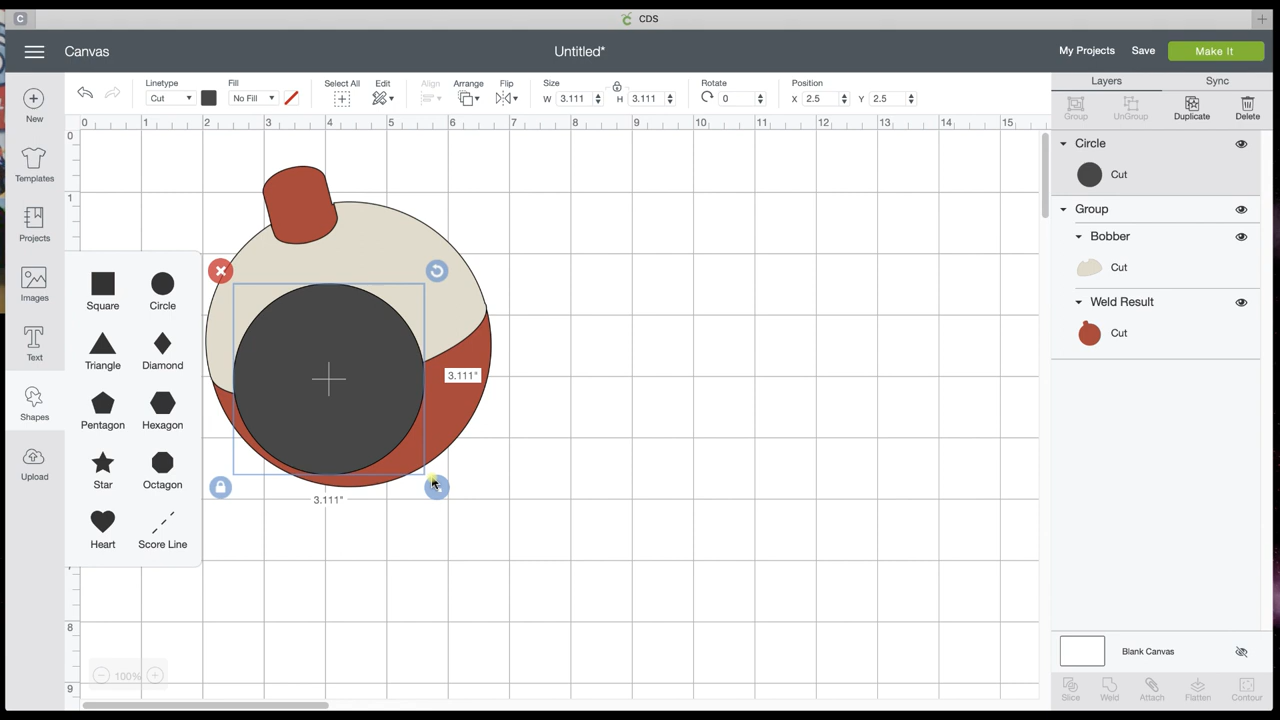 C
CDS
Canvas
Untitled*
My Projects
Save
Make It
New
Templates
Projects
Images
Text
Shapes
Upload
Linetype
Cut
Fill
No Fill
Select All
Edit
Align
Arrange
Flip
Size
W 3.111
H 3.111
Rotate
0
Position
X 2.5
Y 2.5
0 1 2 3 4 5 6 7 8 9 10 11 12 13 14 15
0
1
8
9
Square
Circle
Triangle
Diamond
Pentagon
Hexagon
Star
Octagon
Heart
Score Line
3.111"
3.111"
100%
Layers
Sync
Group
UnGroup
Duplicate
Delete
Circle
Cut
Group
Bobber
Cut
Weld Result
Cut
Blank Canvas
Slice
Weld
Attach
Flatten
Contour